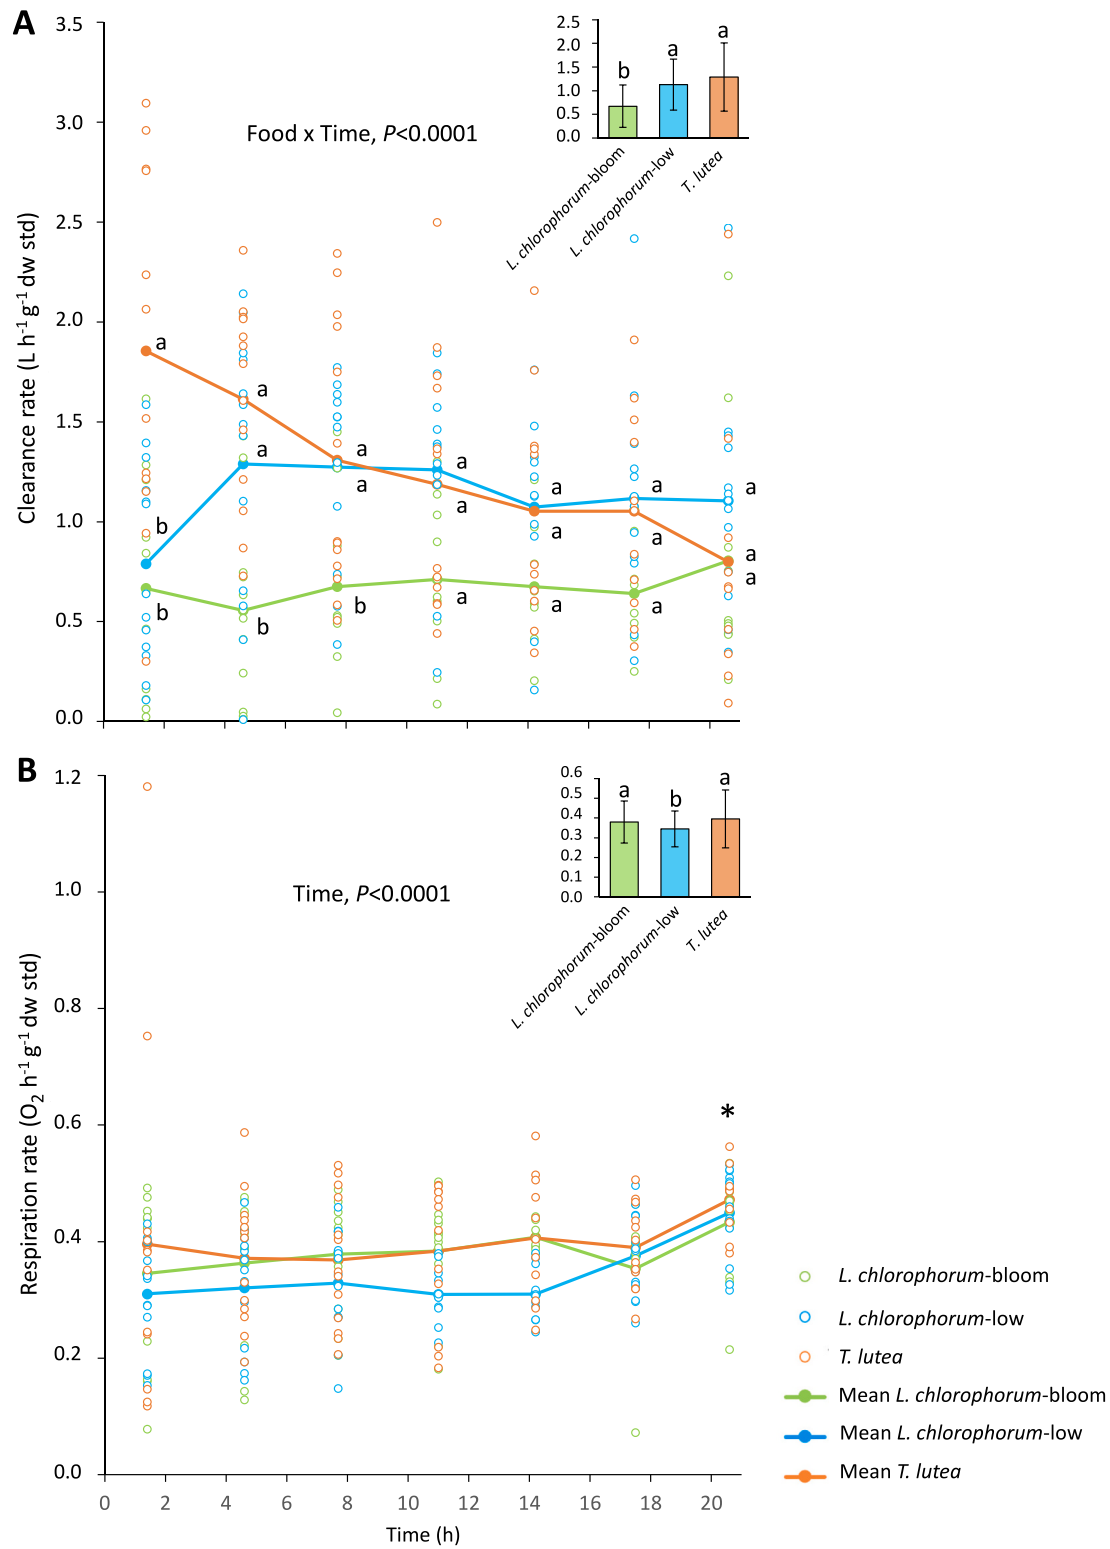 A
3.5
3.0
2.5
2.0
1.5
1.0
0.5
0.0
Clearance rate (L h⁻¹ g⁻¹ dw std)
Food x Time, P<0.0001
2.5
2.0
1.5
1.0
0.5
0.0
b
a
a
L. chlorophorum-bloom
L. chlorophorum-low
T. lutea
a
a
a
a
a
a
a
b
a
a
a
a
a
b
b
b
a
a
a
a
B
1.2
1.0
0.8
0.6
0.4
0.2
0.0
Respiration rate (O₂ h⁻¹ g⁻¹ dw std)
Time, P<0.0001
0.6
0.5
0.4
0.3
0.2
0.1
0.0
a
b
a
L. chlorophorum-bloom
L. chlorophorum-low
T. lutea
*
0 2 4 6 8 10 12 14 16 18 20
Time (h)
L. chlorophorum-bloom
L. chlorophorum-low
T. lutea
Mean L. chlorophorum-bloom
Mean L. chlorophorum-low
Mean T. lutea